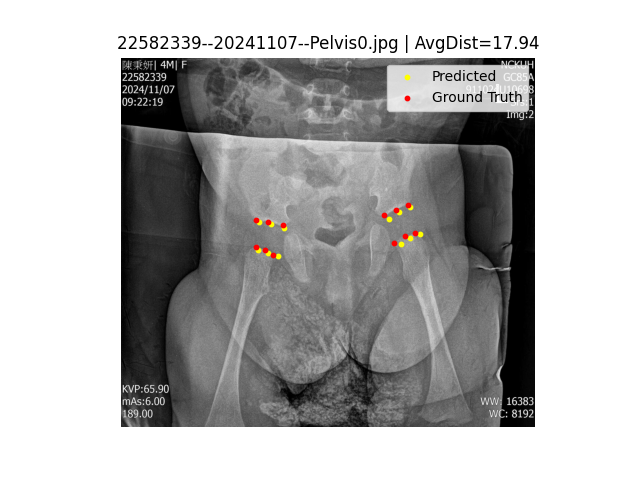 22582339--20241107--Pelvis0.jpg | AvgDist=17.94
陳秉妍| 4M| F
22582339
2024/11/07
09:22:19
NCKUH
GC85A
Predicted
Ground Truth
Img:2
KVP:65.90
mAs:6.00
189.00
WW: 16383
WC: 8192